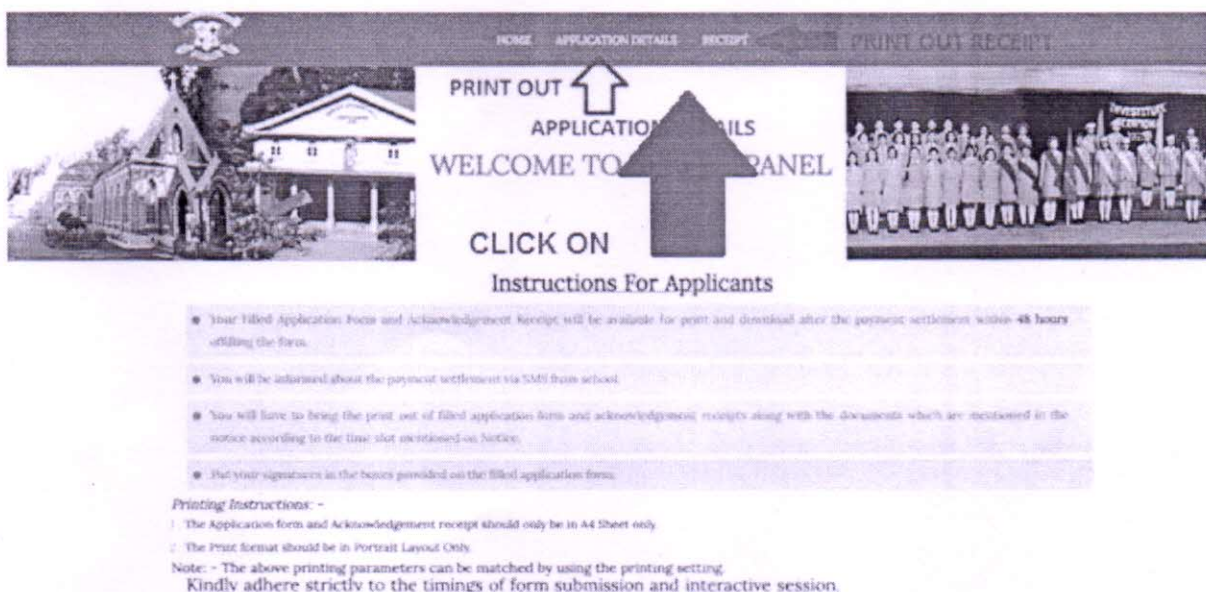 HOME APPLICATION DETAILS RECEIPT PRINT OUT RECEIPT
PRINT OUT
APPLICATION AILS
WELCOME TO PANEL
CLICK ON
Instructions For Applicants
Your Filled Application Form and Acknowledgement Receipt will be available for print and download after the payment settlement within 48 hours
offilling the form.
You will be informed about the payment settlement via SMS from school.
You will have to bring the print out of filled application form and acknowledgement receipts along with the documents which are mentioned in the
notice according to the time slot mentioned on Notice.
Put your signatures in the boxes provided on the filled application form.
Printing Instructions: -
1. The Application form and Acknowledgement receipt should only be in A4 Sheet only.
2. The Print format should be in Portrait Layout Only.
Note: - The above printing parameters can be matched by using the printing setting.
Kindly adhere strictly to the timings of form submission and interactive session.